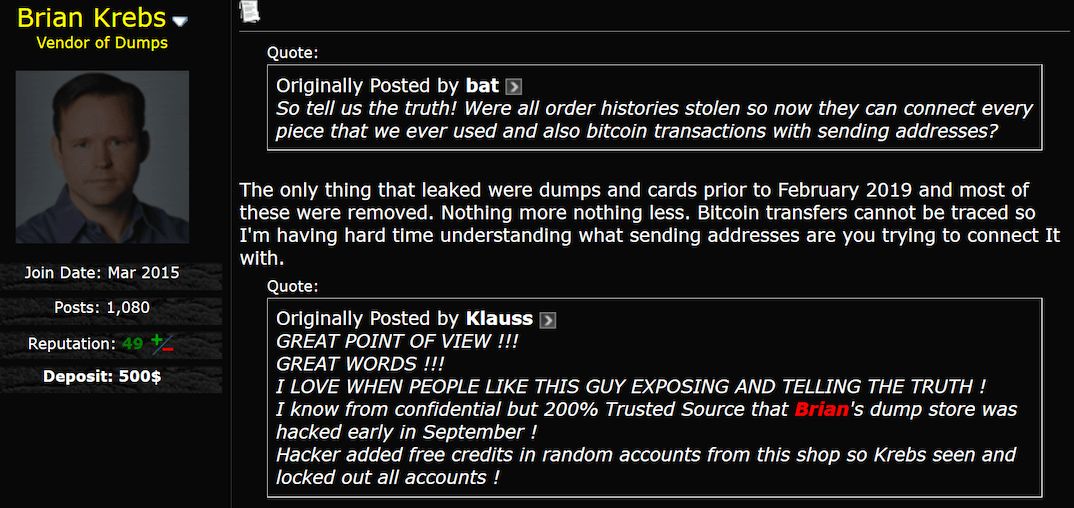 Brian Krebs
Vendor of Dumps
Join Date: Mar 2015
Posts: 1,080
Reputation: 49 +/-
Deposit: 500$
Quote:
Originally Posted by bat
So tell us the truth! Were all order histories stolen so now they can connect every
piece that we ever used and also bitcoin transactions with sending addresses?
The only thing that leaked were dumps and cards prior to February 2019 and most of
these were removed. Nothing more nothing less. Bitcoin transfers cannot be traced so
I'm having hard time understanding what sending addresses are you trying to connect It
with.
Quote:
Originally Posted by Klauss
GREAT POINT OF VIEW !!!
GREAT WORDS !!!
I LOVE WHEN PEOPLE LIKE THIS GUY EXPOSING AND TELLING THE TRUTH !
I know from confidential but 200% Trusted Source that Brian's dump store was
hacked early in September !
Hacker added free credits in random accounts from this shop so Krebs seen and
locked out all accounts !